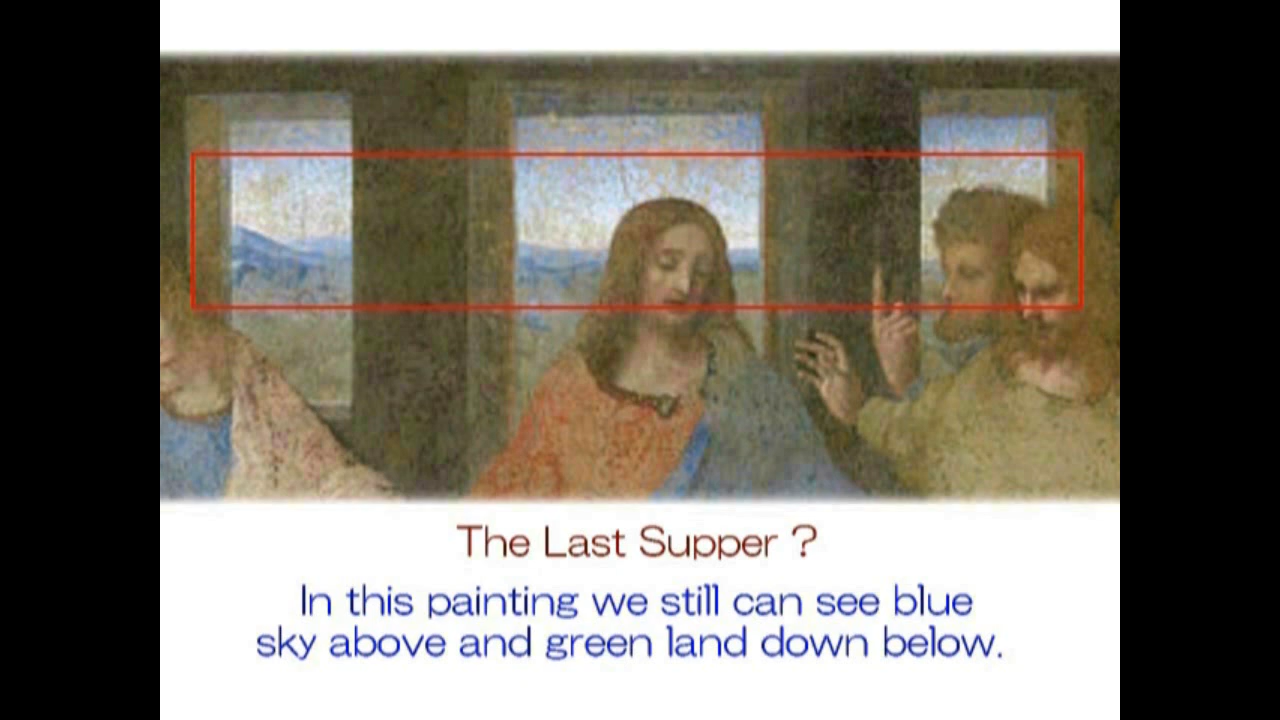 The Last Supper ?
In this painting we still can see blue
sky above and green land down below.